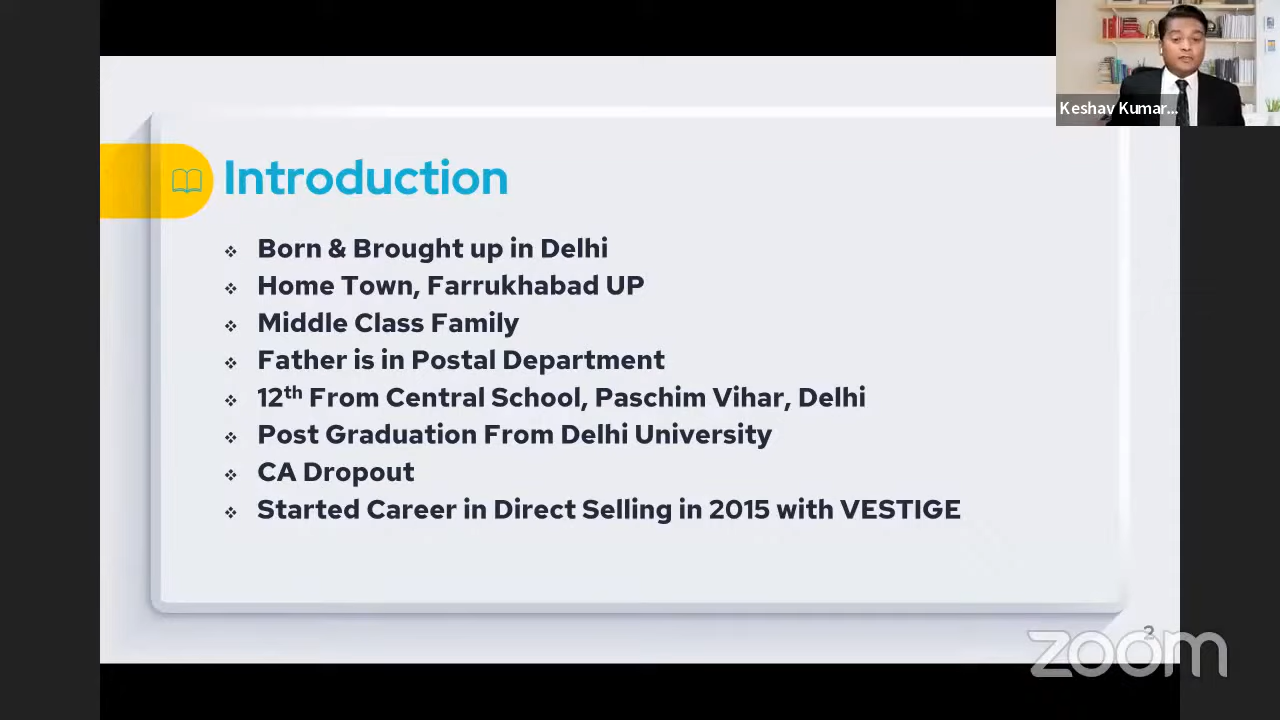 Keshav Kumar...
Introduction
Born & Brought up in Delhi
Home Town, Farrukhabad UP
Middle Class Family
Father is in Postal Department
12th From Central School, Paschim Vihar, Delhi
Post Graduation From Delhi University
CA Dropout
Started Career in Direct Selling in 2015 with VESTIGE
2
zoom